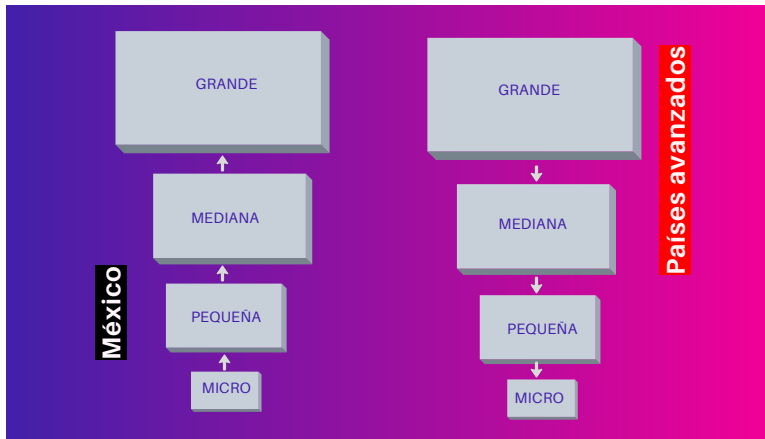 GRANDE
MEDIANA
PEQUEÑA
MICRO
México
GRANDE
MEDIANA
PEQUEÑA
MICRO
Países avanzados